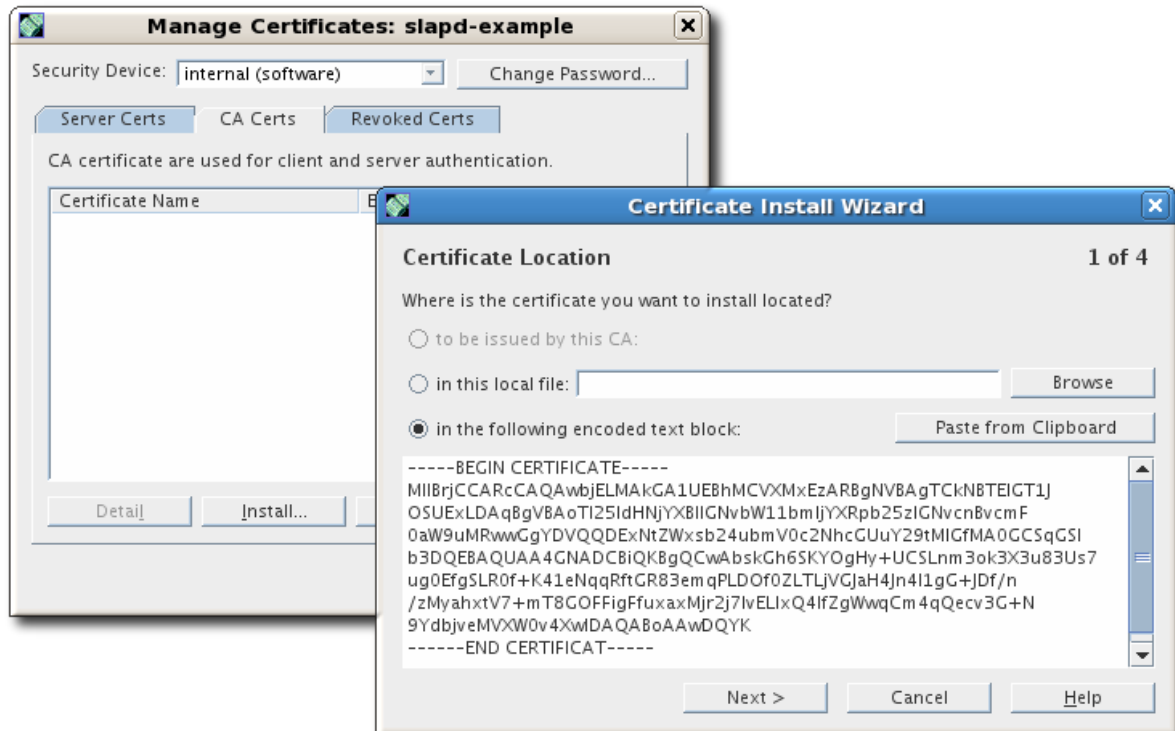 Manage Certificates: slapd-example
Security Device: internal (software) Change Password...
Server Certs CA Certs Revoked Certs
CA certificate are used for client and server authentication.
Certificate Name E
Detail Install...
Certificate Install Wizard
Certificate Location 1 of 4
Where is the certificate you want to install located?
to be issued by this CA:
in this local file: Browse
in the following encoded text block: Paste from Clipboard
-----BEGIN CERTIFICATE-----
MIIBrjCCARcCAQAwbjELMAkGA1UEBhMCVXMxEzARBgNVBAgTCkNBTElGT1J
OSUExLDAqBgVBAoTI25ldHNjYXBlIGNvbW11bmljYXRpb25zIGNvcnBvcmF
0aW9uMRwwGgYDVQQDExNtZWxsb24ubmV0c2NhcGUuY29tMIGfMA0GCSqGSI
b3DQEBAQUAA4GNADCBiQKBgQCwAbskGh6SKYOgHy+UCSLnm3ok3X3u83Us7
ug0EfgSLR0f+K41eNqqRftGR83emqPLDOf0ZLTLjVGJaH4Jn4l1gG+JDf/n
/zMyahxtV7+mT8GOFFigFfuxaxMjr2j7IvELlxQ4IfZgWwqCm4qQecv3G+N
9YdbjveMVXW0v4XwIDAQABoAAwDQYK
------END CERTIFICAT-----
Next > Cancel Help